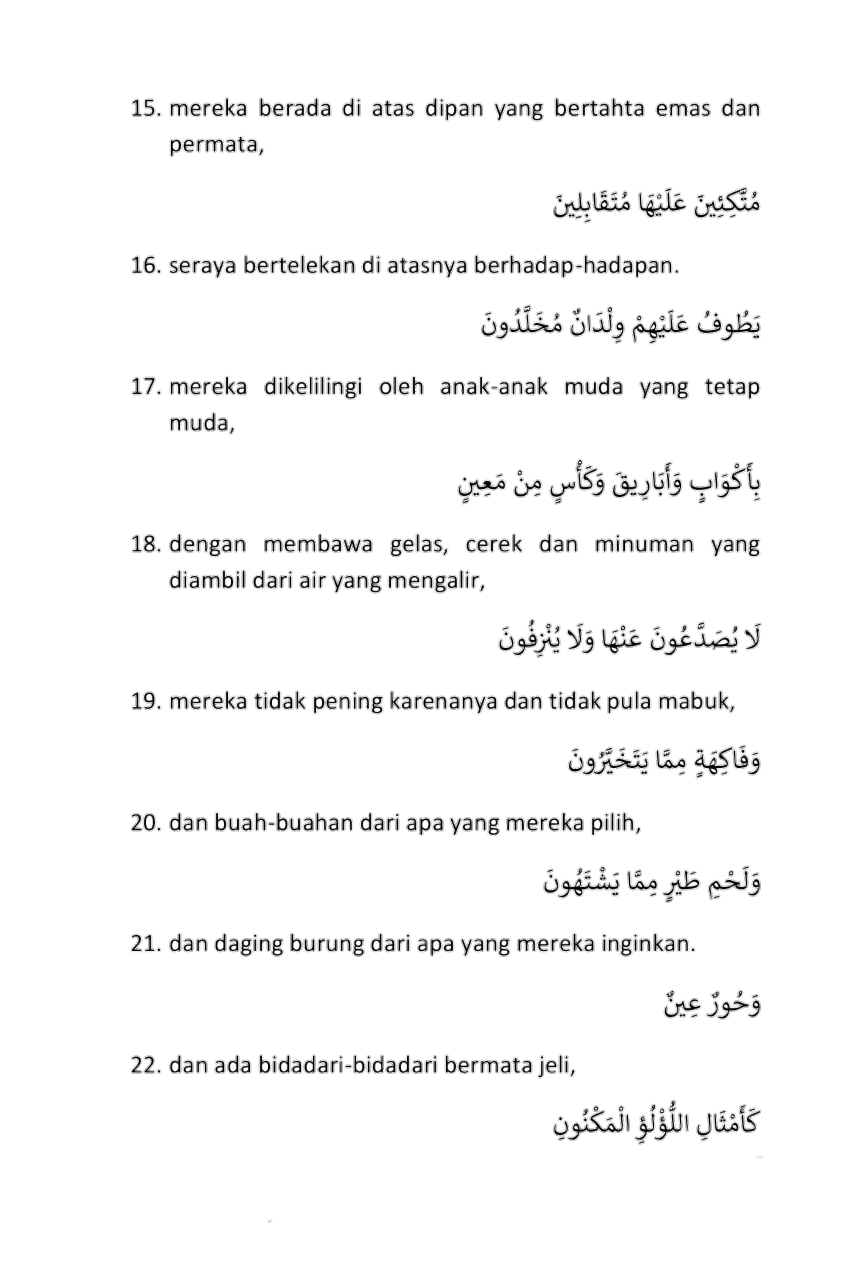 15. mereka berada di atas dipan yang bertahta emas dan
permata,
مُتَّكِئِينَ عَلَيْهَا مُتَقَابِلِينَ
16. seraya bertelekan di atasnya berhadap-hadapan.
يَطُوفُ عَلَيْهِمْ وِلْدَانٌ مُخَلَّدُونَ
17. mereka dikelilingi oleh anak-anak muda yang tetap
muda,
بِأَكْوَابٍ وَأَبَارِيقَ وَكَأْسٍ مِنْ مَعِينٍ
18. dengan membawa gelas, cerek dan minuman yang
diambil dari air yang mengalir,
لَا يُصَدَّعُونَ عَنْهَا وَلَا يُنْزِفُونَ
19. mereka tidak pening karenanya dan tidak pula mabuk,
وَفَاكِهَةٍ مِمَّا يَتَخَيَّرُونَ
20. dan buah-buahan dari apa yang mereka pilih,
وَلَحْمِ طَيْرٍ مِمَّا يَشْتَهُونَ
21. dan daging burung dari apa yang mereka inginkan.
وَحُورٌ عِينٌ
22. dan ada bidadari-bidadari bermata jeli,
كَأَمْثَالِ اللُّؤْلُؤِ الْمَكْنُونِ